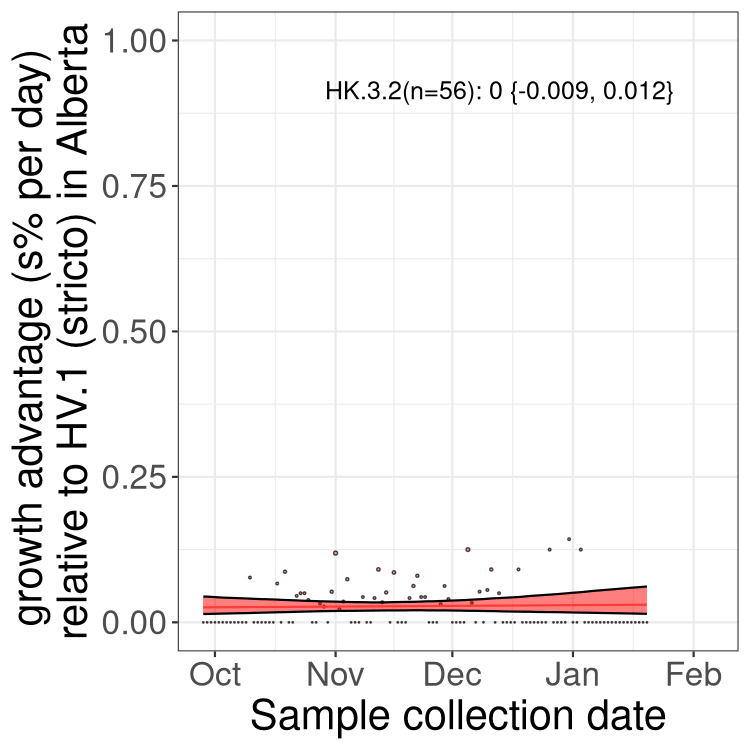 growth advantage (s% per day)
relative to HV.1 (stricto) in Alberta
1.00
0.75
0.50
0.25
0.00
HK.3.2(n=56): 0 {-0.009, 0.012}
Oct Nov Dec Jan Feb
Sample collection date